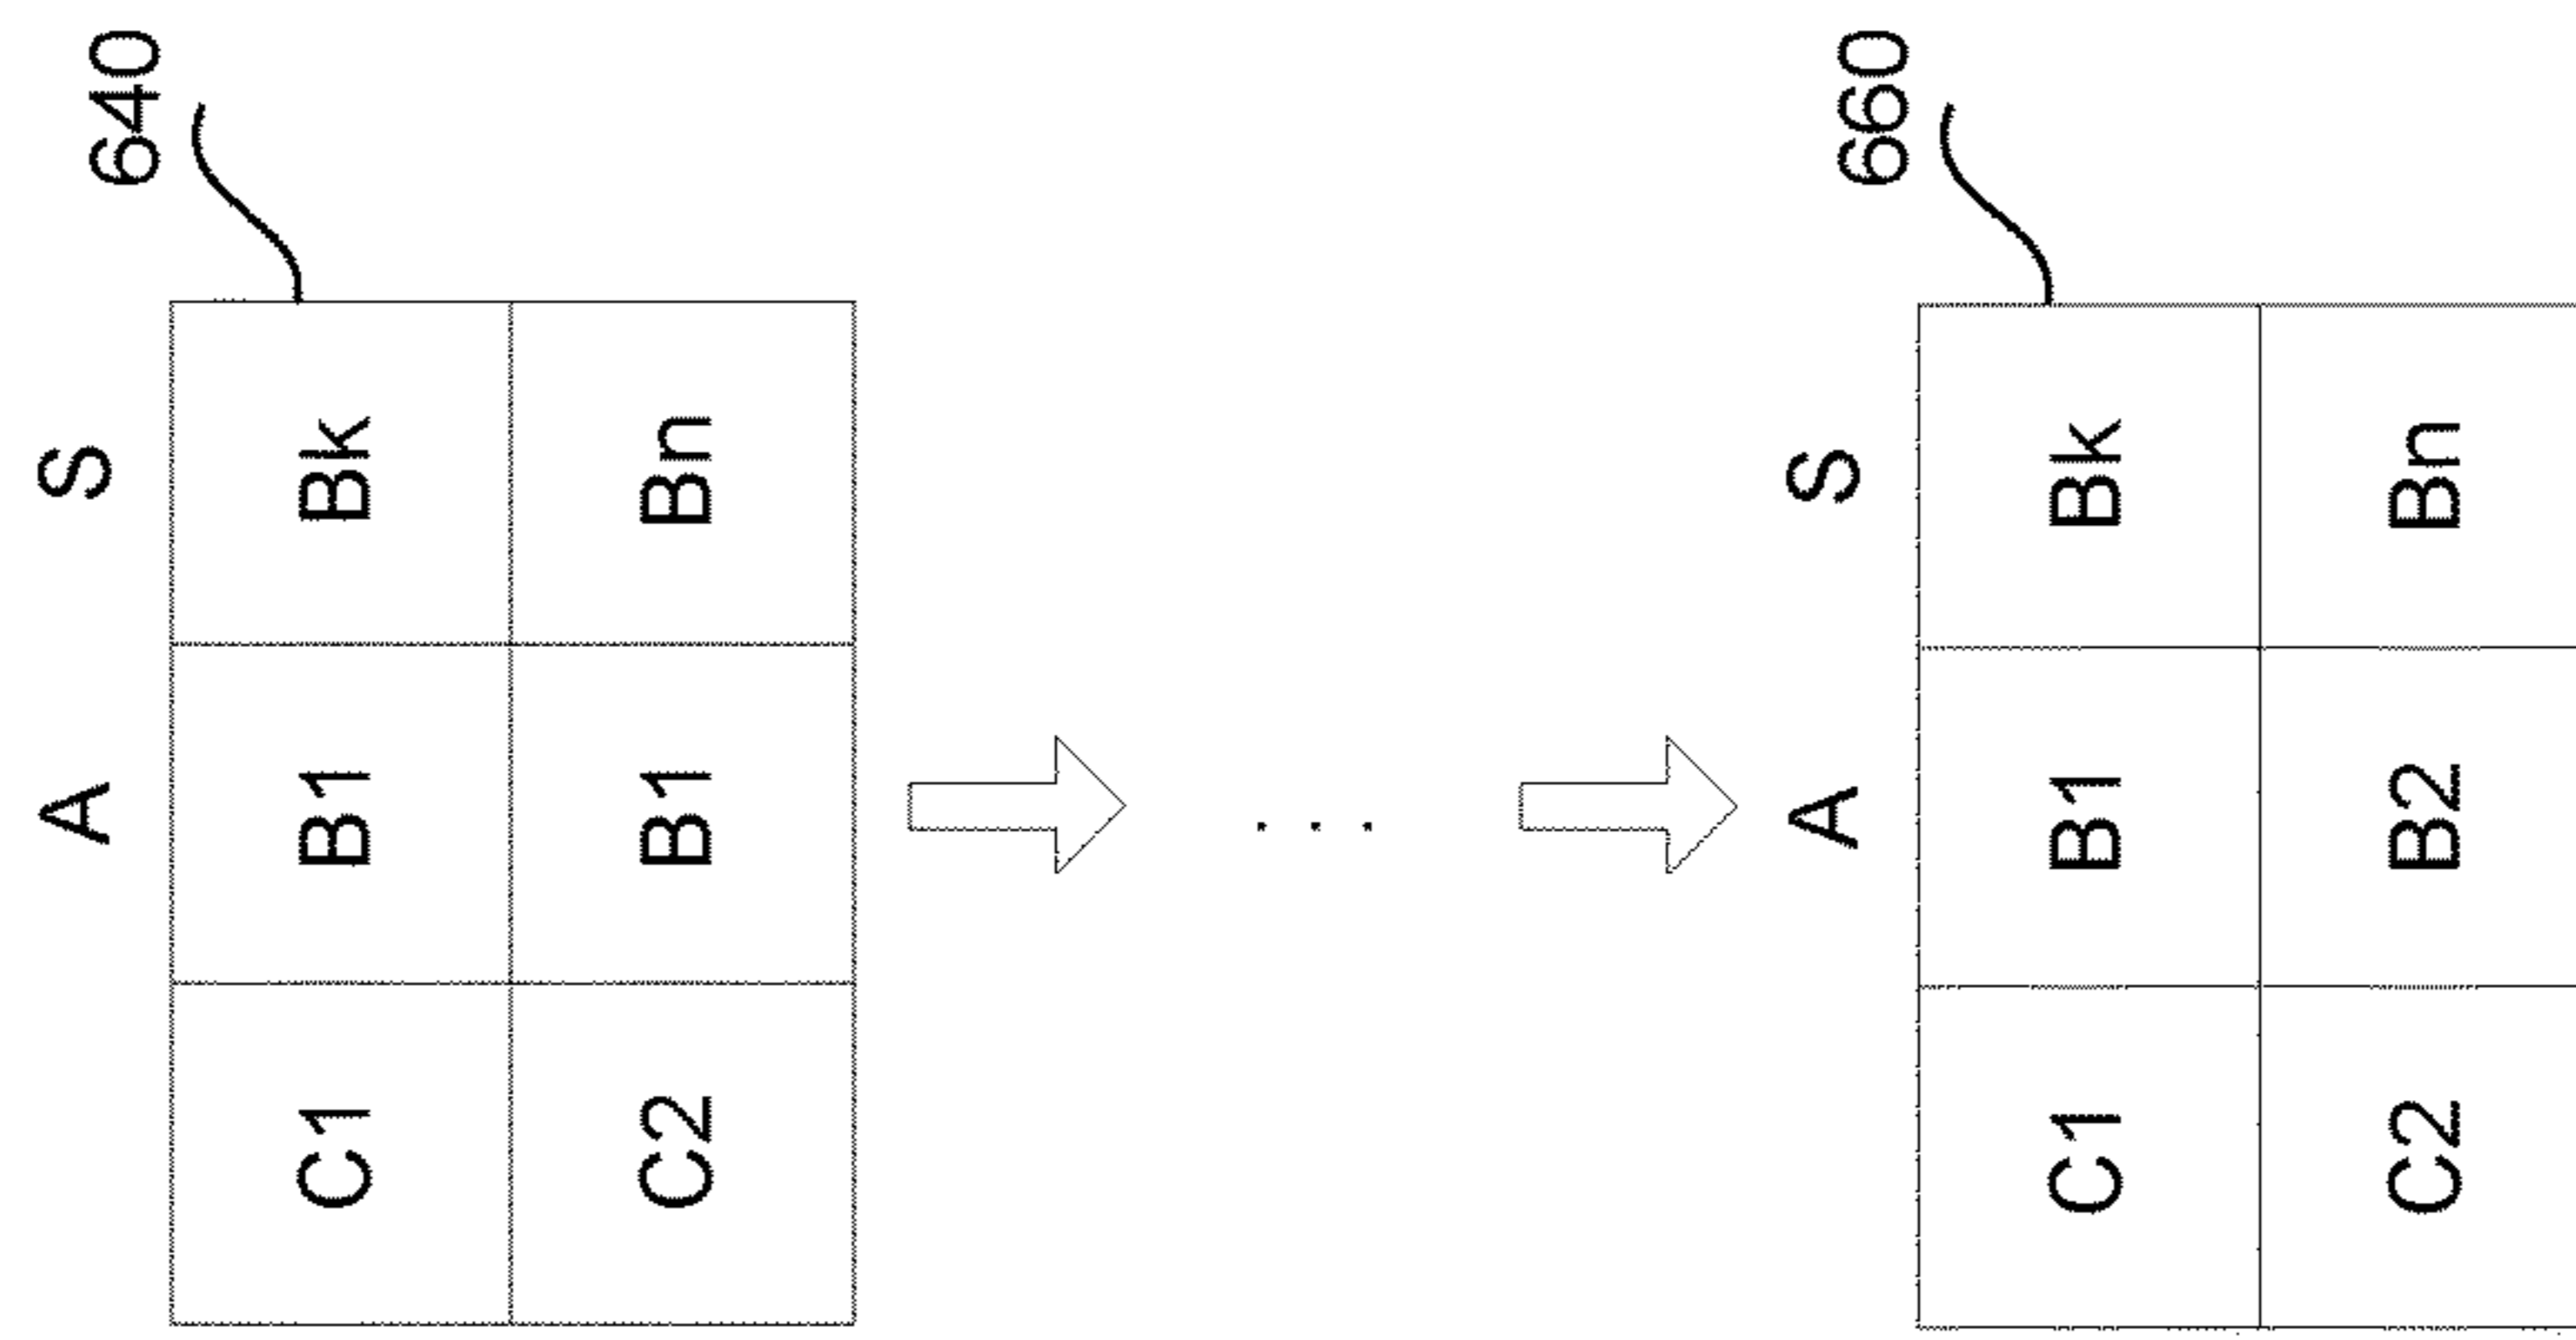 A S 640
C1 B1 Bk
C2 B1 Bn
. . .
A S 660
C1 B1 Bk
C2 B2 Bn